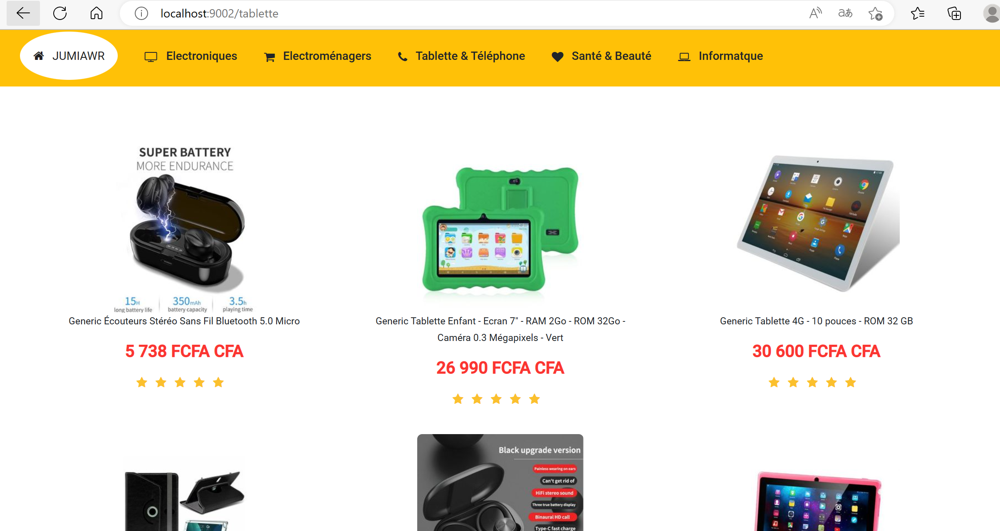 localhost:9002/tablette
JUMIAWR
Electroniques
Electroménagers
Tablette & Téléphone
Santé & Beauté
Informatque
SUPER BATTERY
MORE ENDURANCE
15H
long battery life
350mAh
battery capacity
3.5h
playing time
Generic Écouteurs Stéréo Sans Fil Bluetooth 5.0 Micro
5 738 FCFA CFA
Generic Tablette Enfant - Ecran 7" - RAM 2Go - ROM 32Go -
Caméra 0.3 Mégapixels - Vert
26 990 FCFA CFA
Generic Tablette 4G - 10 pouces - ROM 32 GB
30 600 FCFA CFA
Black upgrade version
Painless wearing on ears
Can't get rid of
HiFi stereo sound
Three true battery display
Binaural HD call
Type-C fast charge